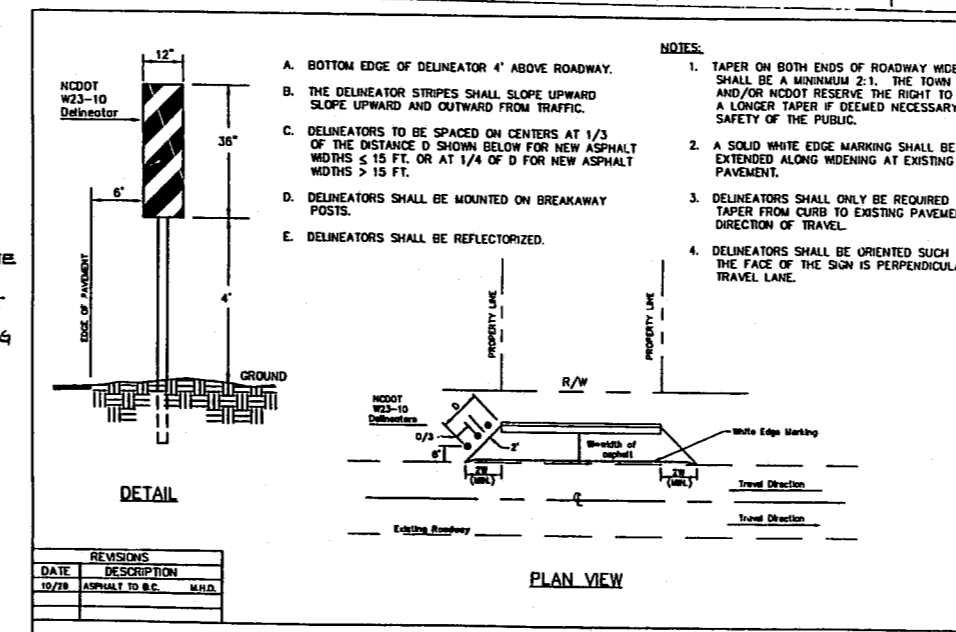 12"
NCDOT
W23-10
Delineator
36"
6'
EDGE OF PAVEMENT
4'
GROUND
DETAIL
A. BOTTOM EDGE OF DELINEATOR 4' ABOVE ROADWAY.
B. THE DELINEATOR STRIPES SHALL SLOPE UPWARD
SLOPE UPWARD AND OUTWARD FROM TRAFFIC.
C. DELINEATORS TO BE SPACED ON CENTERS AT 1/3
OF THE DISTANCE D SHOWN BELOW FOR NEW ASPHALT
WIDTHS ≤ 15 FT. OR AT 1/4 OF D FOR NEW ASPHALT
WIDTHS > 15 FT.
D. DELINEATORS SHALL BE MOUNTED ON BREAKAWAY
POSTS.
E. DELINEATORS SHALL BE REFLECTORIZED.
NOTES:
1. TAPER ON BOTH ENDS OF ROADWAY WIDE
SHALL BE A MININMUM 2:1. THE TOWN
AND/OR NCDOT RESERVE THE RIGHT TO
A LONGER TAPER IF DEEMED NECESSARY
SAFETY OF THE PUBLIC.
2. A SOLID WHITE EDGE MARKING SHALL BE
EXTENDED ALONG WIDENING AT EXISTING
PAVEMENT.
3. DELINEATORS SHALL ONLY BE REQUIRED
TAPER FROM CURB TO EXISTING PAVEME
DIRECTION OF TRAVEL.
4. DELINEATORS SHALL BE ORIENTED SUCH
THE FACE OF THE SIGN IS PERPENDICULA
TRAVEL LANE.
PROPERTY LINE
PROPERTY LINE
R/W
NCDOT
W23-10
Delineators
D
D/3
6'
2'
W=width of
asphalt
White Edge Marking
2W
(MIN.)
2W
(MIN.)
Travel Direction
Travel Direction
Existing Roadway
PLAN VIEW
REVISIONS
DATE DESCRIPTION
ASPHALT TO B.C. M.H.D.